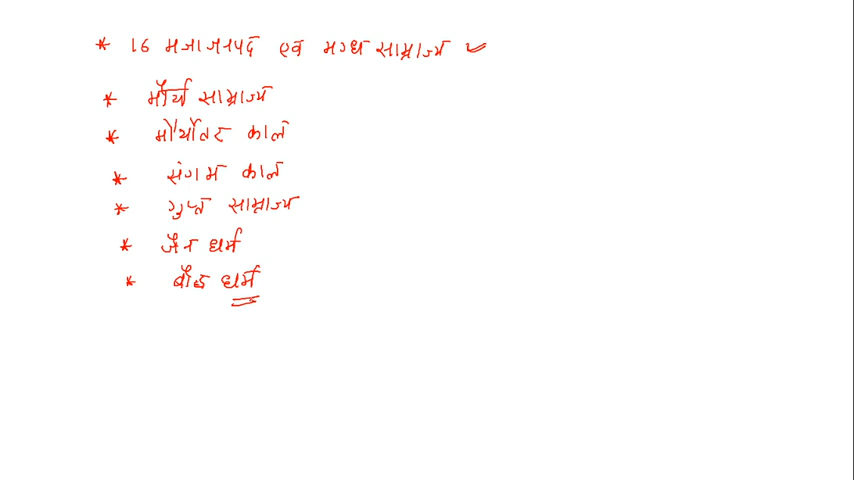 * 16 महाजनपद एवं मगध साम्राज्य
* मौर्य साम्राज्य
* मौर्योत्तर काल
* संगम काल
* गुप्त साम्राज्य
* जैन धर्म
* बौद्ध धर्म